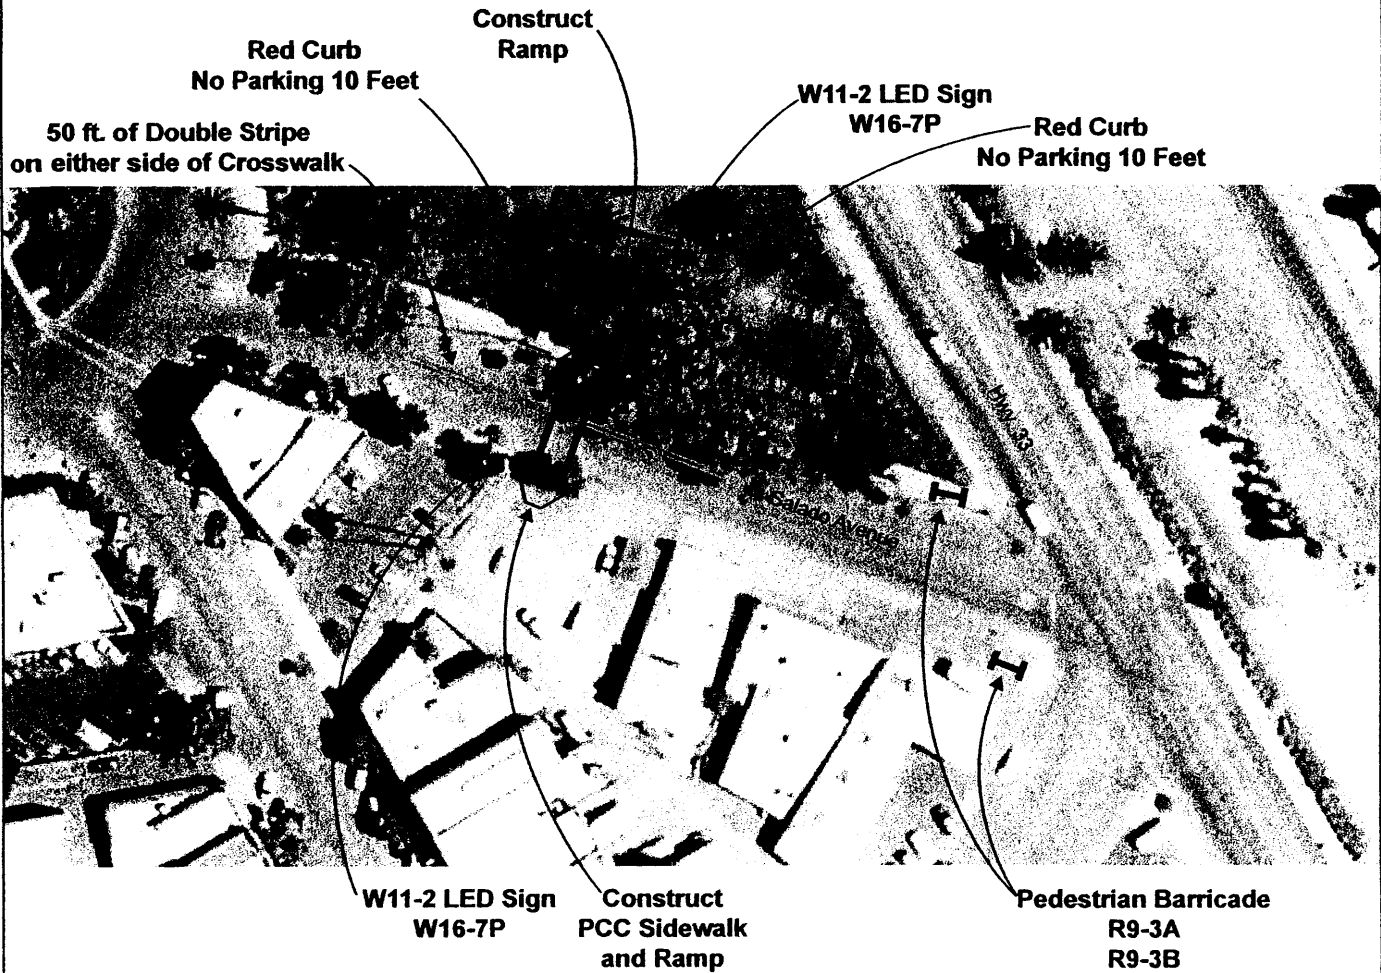 Construct
Ramp
Red Curb
No Parking 10 Feet
W11-2 LED Sign
W16-7P
Red Curb
No Parking 10 Feet
50 ft. of Double Stripe
on either side of Crosswalk
Hwy. 33
Salado Avenue
W11-2 LED Sign
W16-7P
Construct
PCC Sidewalk
and Ramp
Pedestrian Barricade
R9-3A
R9-3B